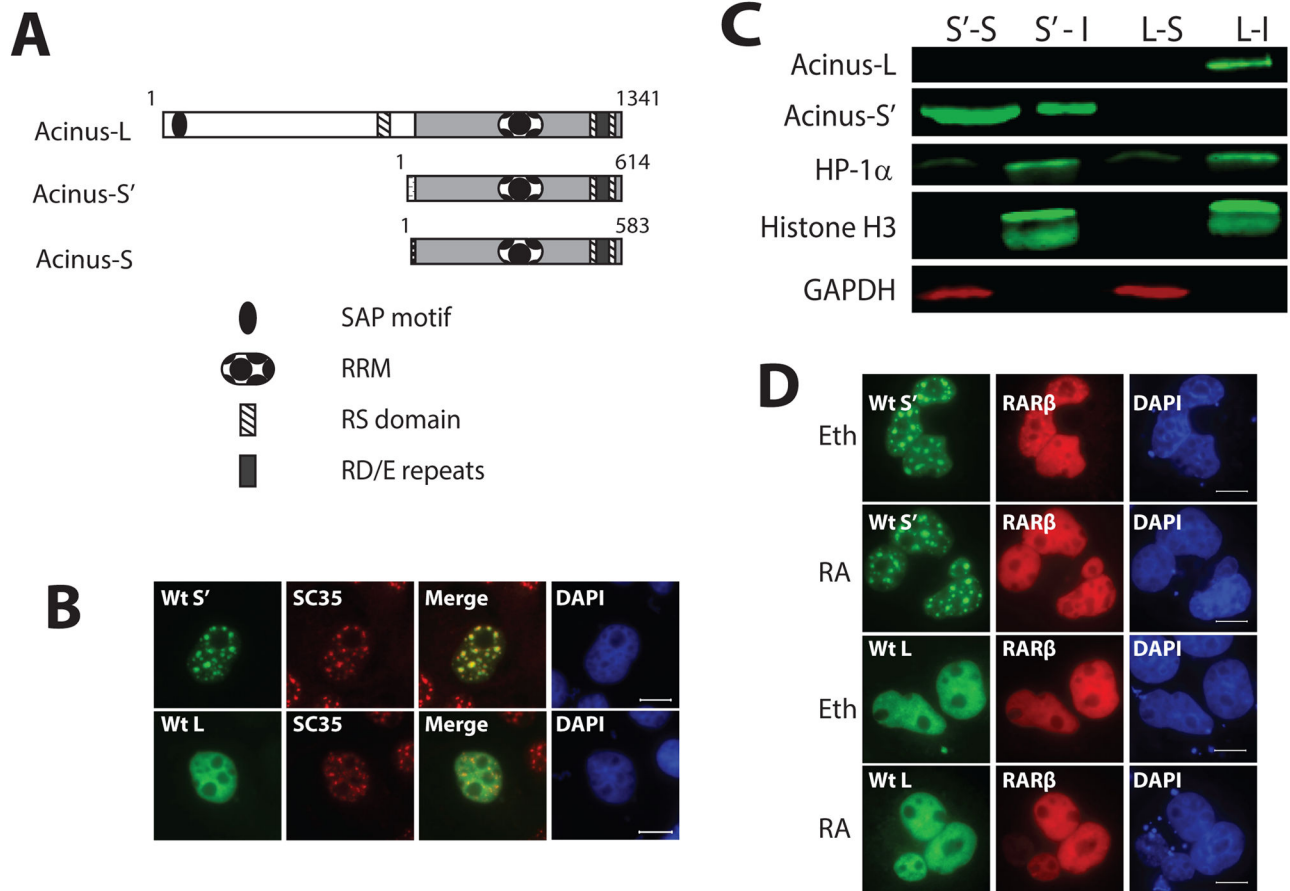 A
1 1341
Acinus-L
1 614
Acinus-S′
1 583
Acinus-S
SAP motif
RRM
RS domain
RD/E repeats
B
Wt S′ SC35 Merge DAPI
Wt L SC35 Merge DAPI
C
S′-S S′-I L-S L-I
Acinus-L
Acinus-S′
HP-1α
Histone H3
GAPDH
D
Eth Wt S′ RARβ DAPI
RA Wt S′ RARβ DAPI
Eth Wt L RARβ DAPI
RA Wt L RARβ DAPI